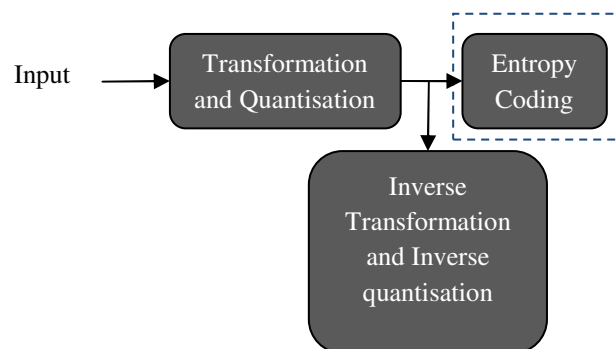 Input
Transformation
and Quantisation
Entropy
Coding
Inverse
Transformation
and Inverse
quantisation